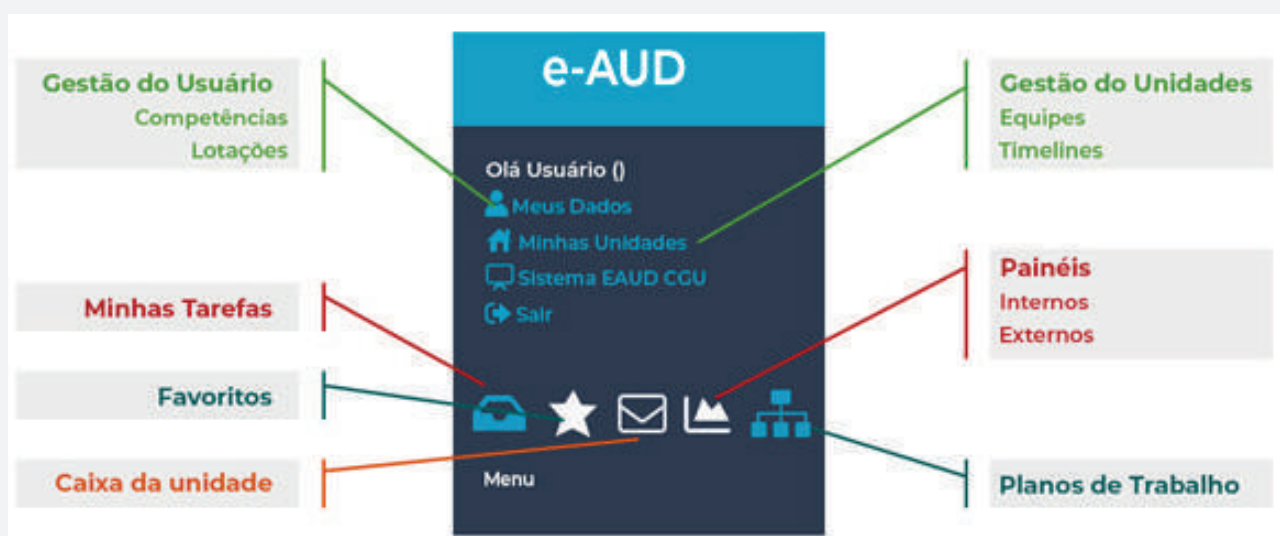 Gestão do Usuário
Competências
Lotações
Minhas Tarefas
Favoritos
Caixa da unidade
e-AUD
Olá Usuário ()
Meus Dados
Minhas Unidades
Sistema EAUD CGU
Sair
Menu
Gestão do Unidades
Equipes
Timelines
Painéis
Internos
Externos
Planos de Trabalho